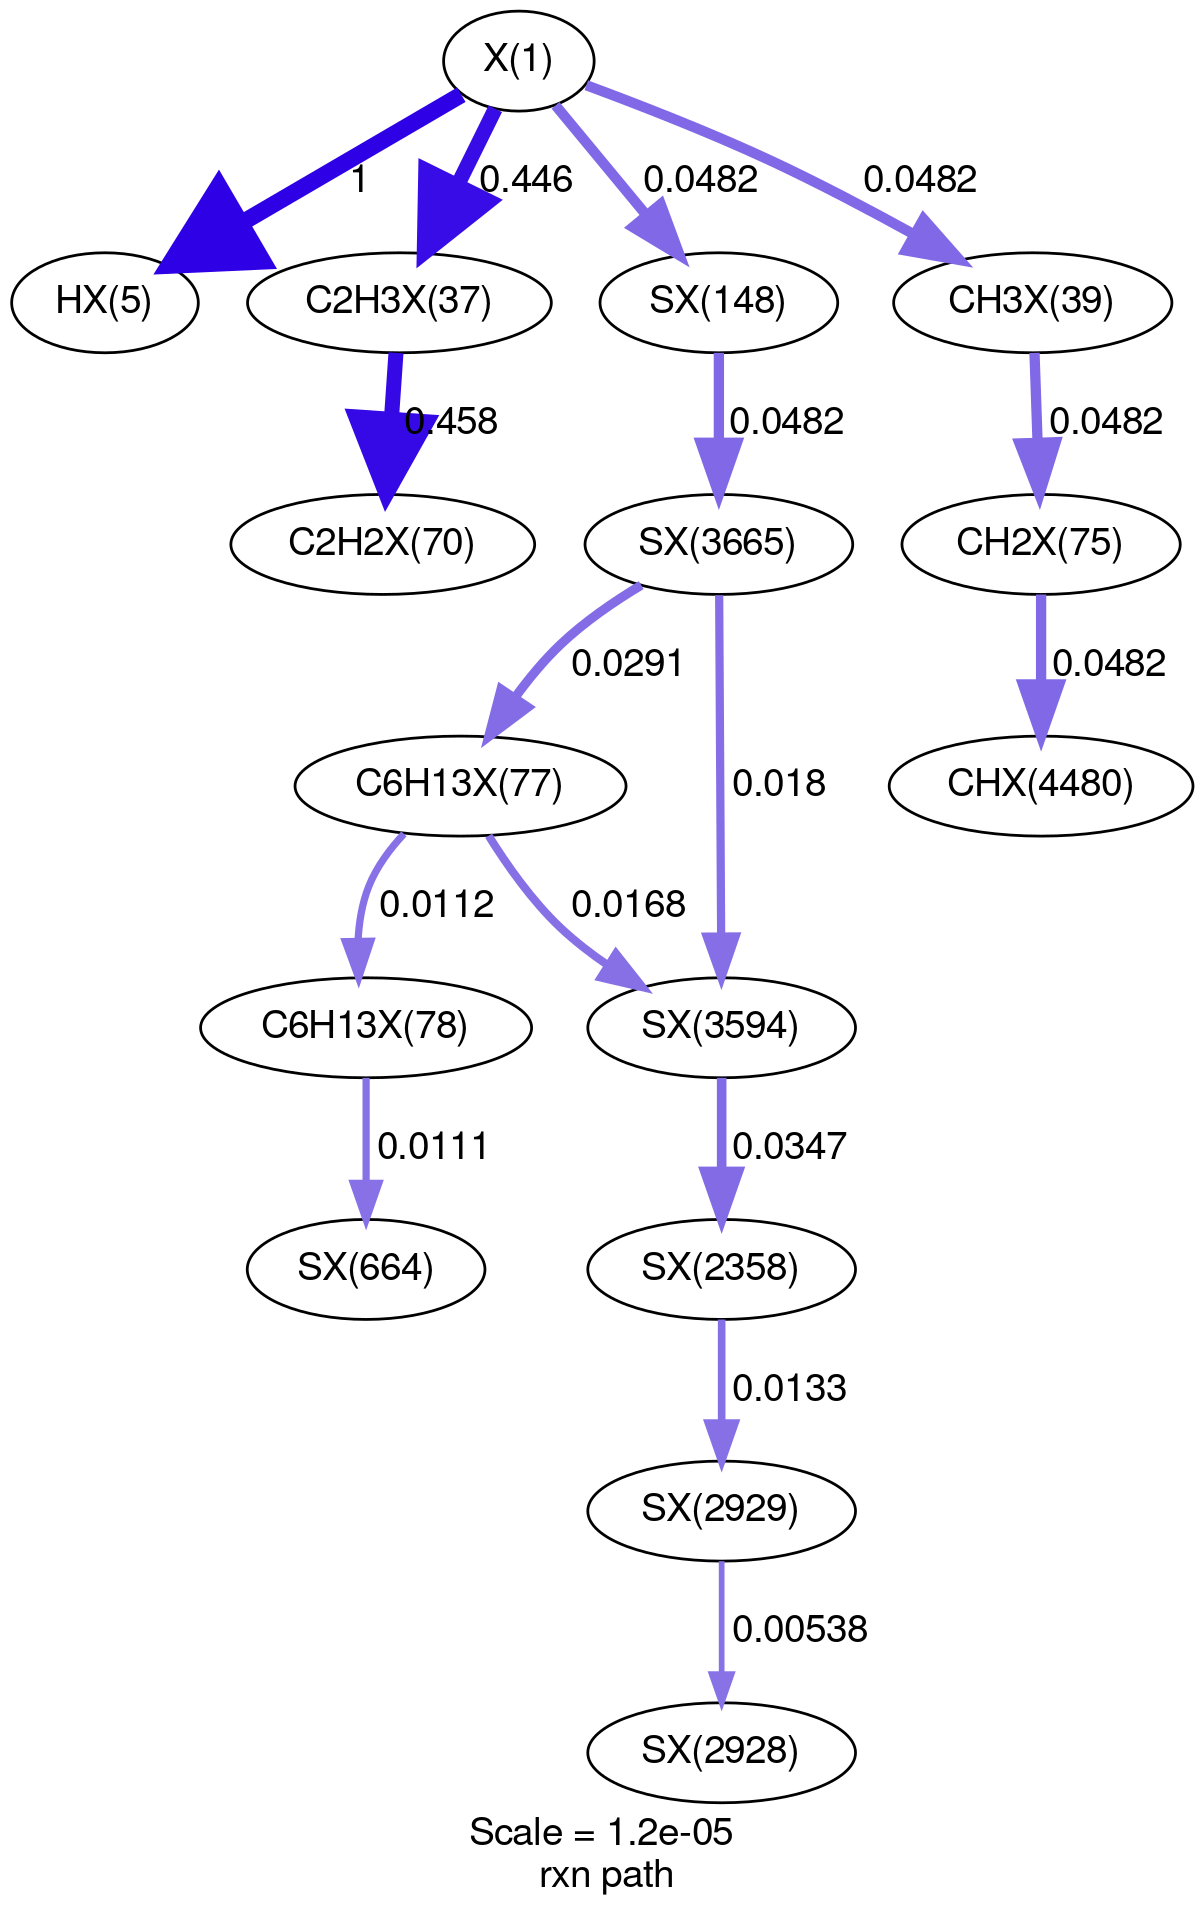 X(1)
1
0.446
0.0482
0.0482
HX(5)
C2H3X(37)
SX(148)
CH3X(39)
0.458
0.0482
0.0482
C2H2X(70)
SX(3665)
CH2X(75)
0.0291
0.0482
C6H13X(77)
0.018
CHX(4480)
0.0112
0.0168
C6H13X(78)
SX(3594)
0.0111
0.0347
SX(664)
SX(2358)
0.0133
SX(2929)
0.00538
SX(2928)
Scale = 1.2e-05
rxn path